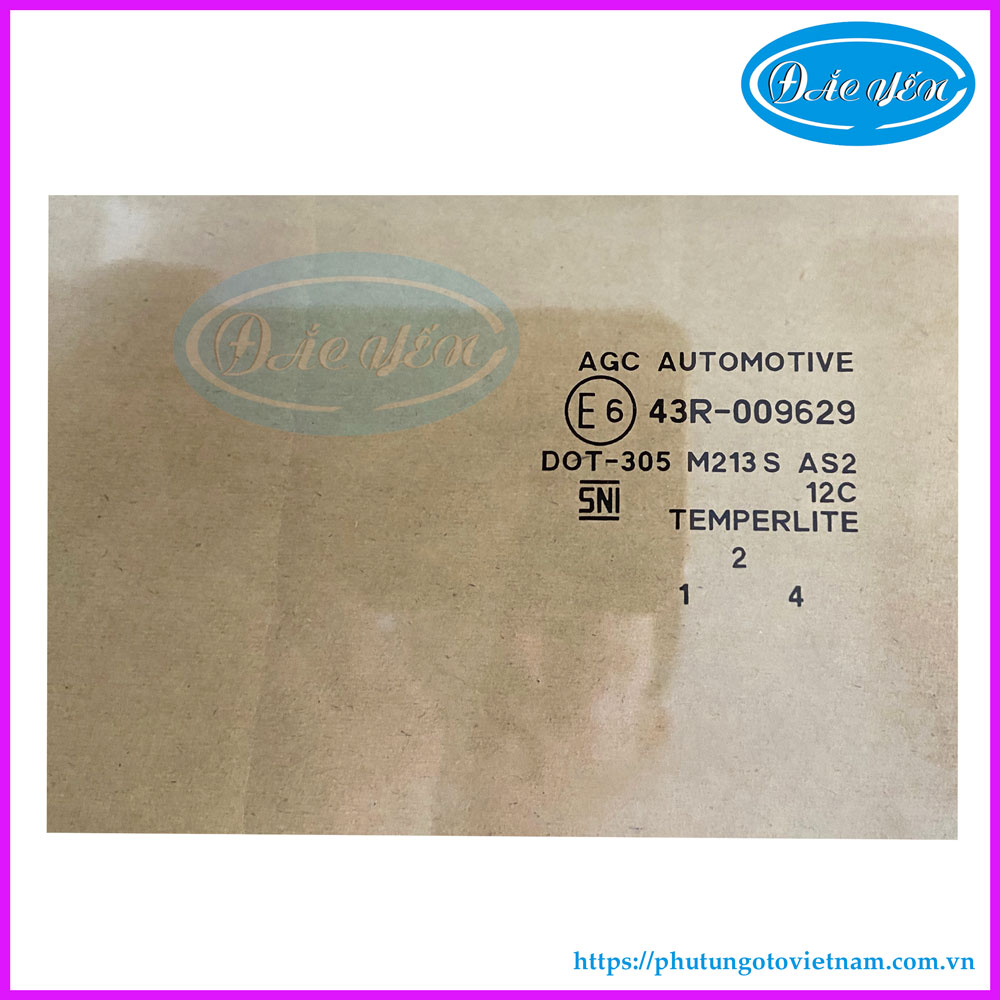 ĐẮC YẾN
ĐẮC YẾN
AGC AUTOMOTIVE
E6 43R-009629
DOT-305 M213S AS2
SNI 12C
TEMPERLITE
2
1 4
https://phutungotovietnam.com.vn